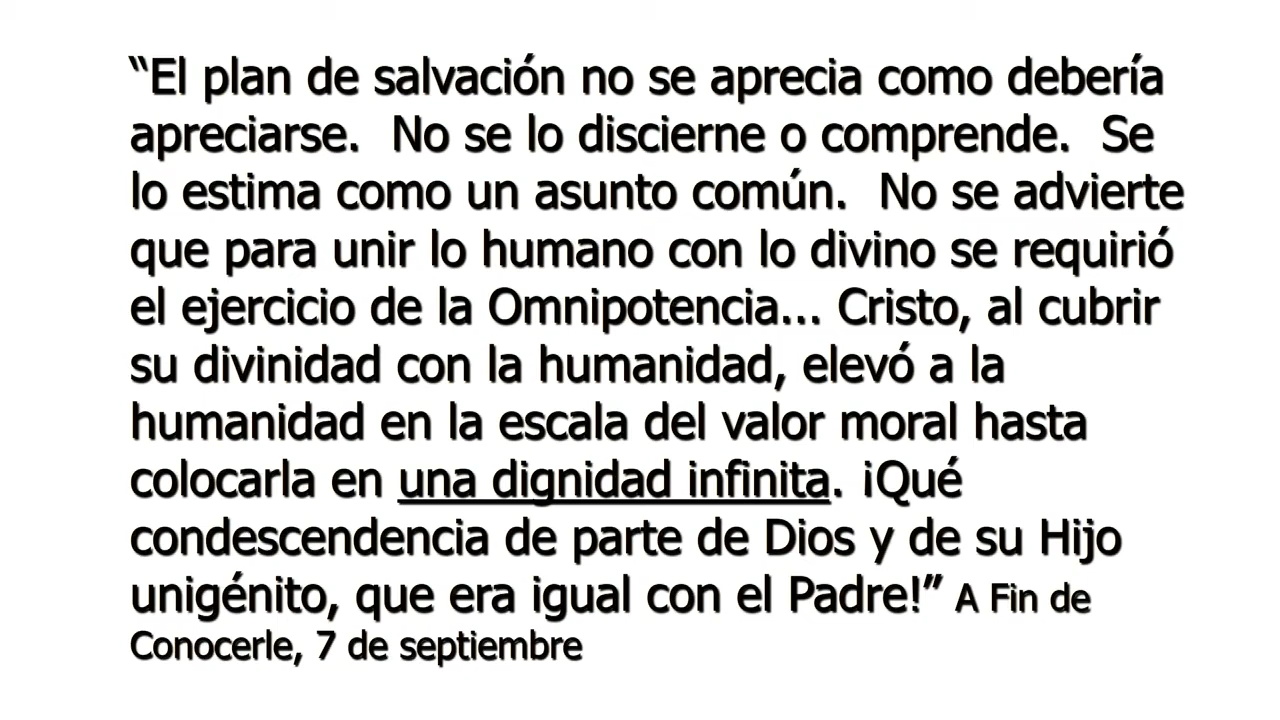 “El plan de salvación no se aprecia como debería
apreciarse.  No se lo discierne o comprende.  Se
lo estima como un asunto común.  No se advierte
que para unir lo humano con lo divino se requirió
el ejercicio de la Omnipotencia... Cristo, al cubrir
su divinidad con la humanidad, elevó a la
humanidad en la escala del valor moral hasta
colocarla en una dignidad infinita. ¡Qué
condescendencia de parte de Dios y de su Hijo
unigénito, que era igual con el Padre!” A Fin de
Conocerle, 7 de septiembre